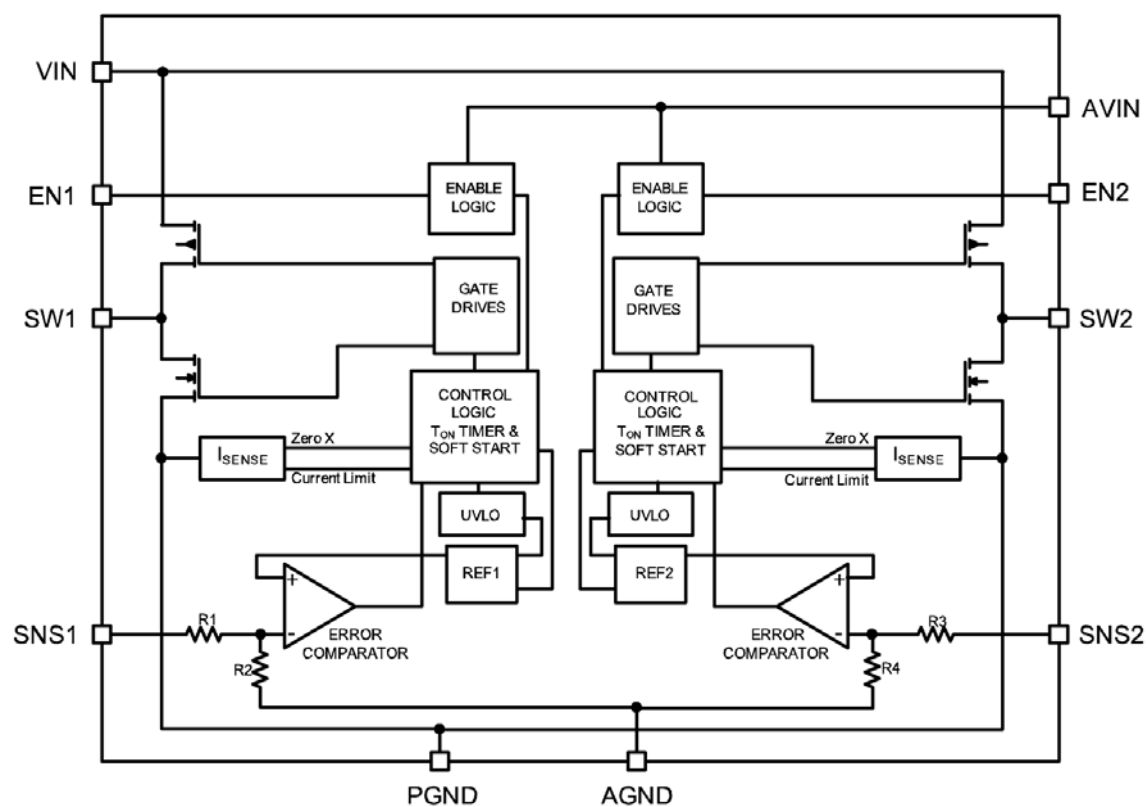 VIN
AVIN
EN1
ENABLE
LOGIC
ENABLE
LOGIC
EN2
SW1
GATE
DRIVES
GATE
DRIVES
SW2
CONTROL
LOGIC
TON TIMER &
SOFT START
CONTROL
LOGIC
TON TIMER &
SOFT START
ISENSE
Zero X
Current Limit
Zero X
Current Limit
ISENSE
UVLO
UVLO
REF1
REF2
+
-
ERROR
COMPARATOR
+
-
ERROR
COMPARATOR
SNS1
R1
R2
R3
R4
SNS2
PGND
AGND